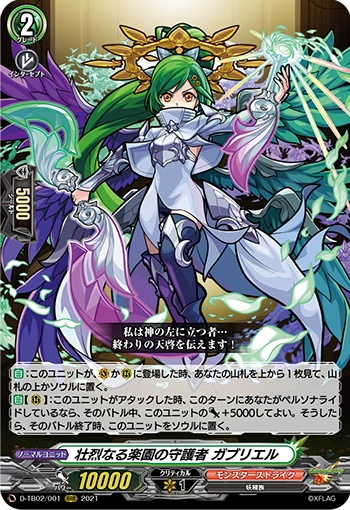 2
グレード
インターセプト
5000
シールド
私は神の左に立つ者…
終わりの天啓を伝えます!
自:このユニットが、かに登場した時、あなたの山札を上から1枚見て、山
札の上かソウルに置く。
自【】:このユニットがアタックした時、このターンにあなたがペルソナライ
ドしているなら、そのバトル中、このユニットの+5000してよい。そうした
ら、そのバトル終了時、このユニットをソウルに置く。
ノーマルユニット
壮烈なる楽園の守護者 ガブリエル
D-TB02/001 RRR 2021
パワー 10000
クリティカル
1
モンスターストライク
妖精族
©XFLAG